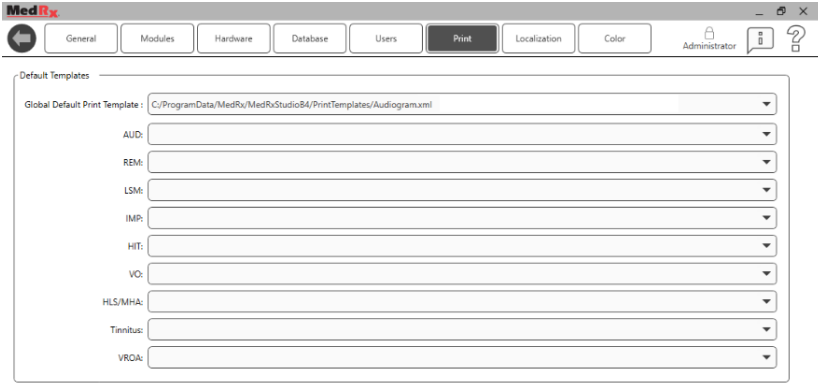 MedRx
General Modules Hardware Database Users Print Localization Color Administrator
Default Templates
Global Default Print Template : C:/ProgramData/MedRx/MedRxStudioB4/PrintTemplates/Audiogram.xml
AUD:
REM:
LSM:
IMP:
HIT:
VO:
HLS/MHA:
Tinnitus:
VROA: